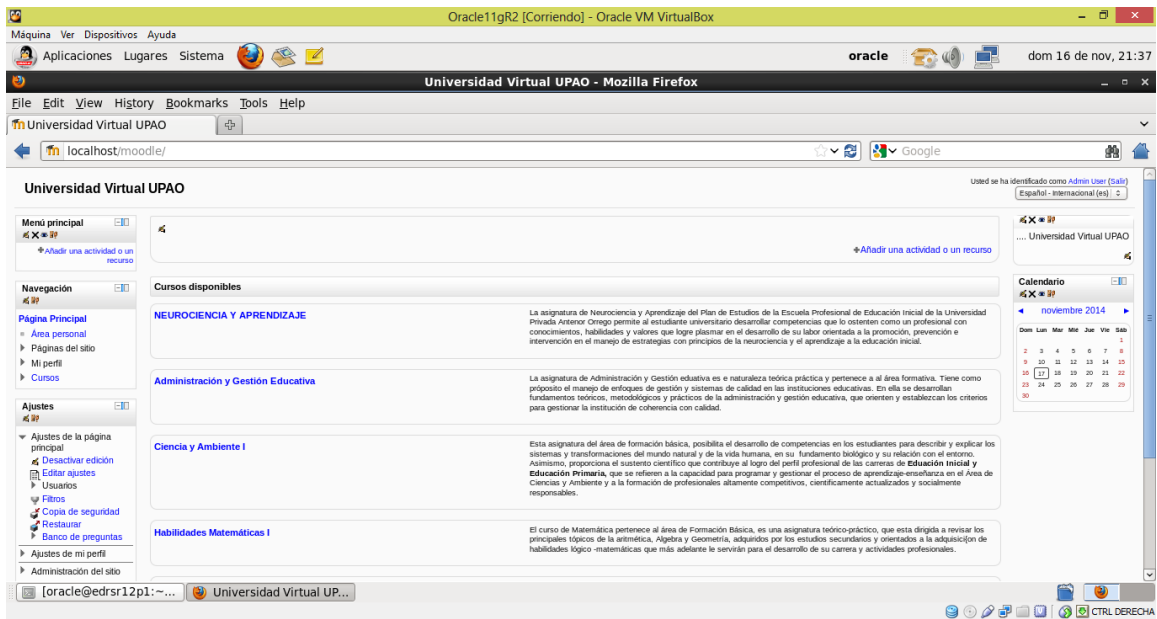 Oracle11gR2 [Corriendo] - Oracle VM VirtualBox
Máquina Ver Dispositivos Ayuda
Aplicaciones Lugares Sistema
oracle
dom 16 de nov, 21:37
Universidad Virtual UPAO - Mozilla Firefox
File Edit View History Bookmarks Tools Help
Universidad Virtual UPAO
localhost/moodle/
Google
Universidad Virtual UPAO
Usted se ha identificado como Admin User (Salir)
Español - Internacional (es)
Menú principal
Añadir una actividad o un
recurso
Navegación
Página Principal
Área personal
Páginas del sitio
Mi perfil
Cursos
Ajustes
Ajustes de la página
principal
Desactivar edición
Editar ajustes
Usuarios
Filtros
Copia de seguridad
Restaurar
Banco de preguntas
Ajustes de mi perfil
Administración del sitio
Añadir una actividad o un recurso
Cursos disponibles
NEUROCIENCIA Y APRENDIZAJE
La asignatura de Neurociencia y Aprendizaje del Plan de Estudios de la Escuela Profesional de Educación Inicial de la Universidad
Privada Antenor Orrego permite al estudiante universitario desarrollar competencias que lo ostenten como un profesional con
conocimientos, habilidades y valores que logre plasmar en el desarrollo de su labor orientada a la promoción, prevención e
intervención en el manejo de estrategias con principios de la neurociencia y el aprendizaje a la educación inicial.
Administración y Gestión Educativa
La asignatura de Administración y Gestión eduativa es e naturaleza teórica práctica y pertenece a al área formativa. Tiene como
próposito el manejo de enfoques de gestión y sistemas de calidad en las instituciones educativas. En ella se desarrollan
fundamentos teóricos, metodológicos y prácticos de la administración y gestión educativa, que orienten y establezcan los criterios
para gestionar la institución de coherencia con calidad.
Ciencia y Ambiente I
Esta asignatura del área de formación básica, posibilita el desarrollo de competencias en los estudiantes para describir y explicar los
sistemas y transformaciones del mundo natural y de la vida humana, en su fundamento biológico y su relación con el entorno.
Asimismo, proporciona el sustento científico que contribuye al logro del perfil profesional de las carreras de Eduación Inicial y
Educación Primaria, que se refieren a la capacidad para programar y gestionar el proceso de aprendizaje-enseñanza en el Área de
Ciencias y Ambiente y a la formación de profesionales altamente competitivos, cientificamente actualizados y socialmente
responsables.
Habilidades Matemáticas I
El curso de Matemática pertenece al área de Formación Básica, es una asignatura teórico-práctico, que esta dirigida a revisar los
principales tópicos de la aritmética, Algebra y Geometría, adquiridos por los estudios secundarios y orientados a la adquisici{on de
habilidades lógico -matemáticas que más adelante le servirán para el desarrollo de su carrera y actividades profesionales.
.... Universidad Virtual UPAO
Calendario
noviembre 2014
Dom Lun Mar Mié Jue Vie Sáb
1
2 3 4 5 6 7 8
9 10 11 12 13 14 15
16 17 18 19 20 21 22
23 24 25 26 27 28 29
30
[oracle@edrsr12p1:~...
Universidad Virtual UP...
CTRL DERECHA